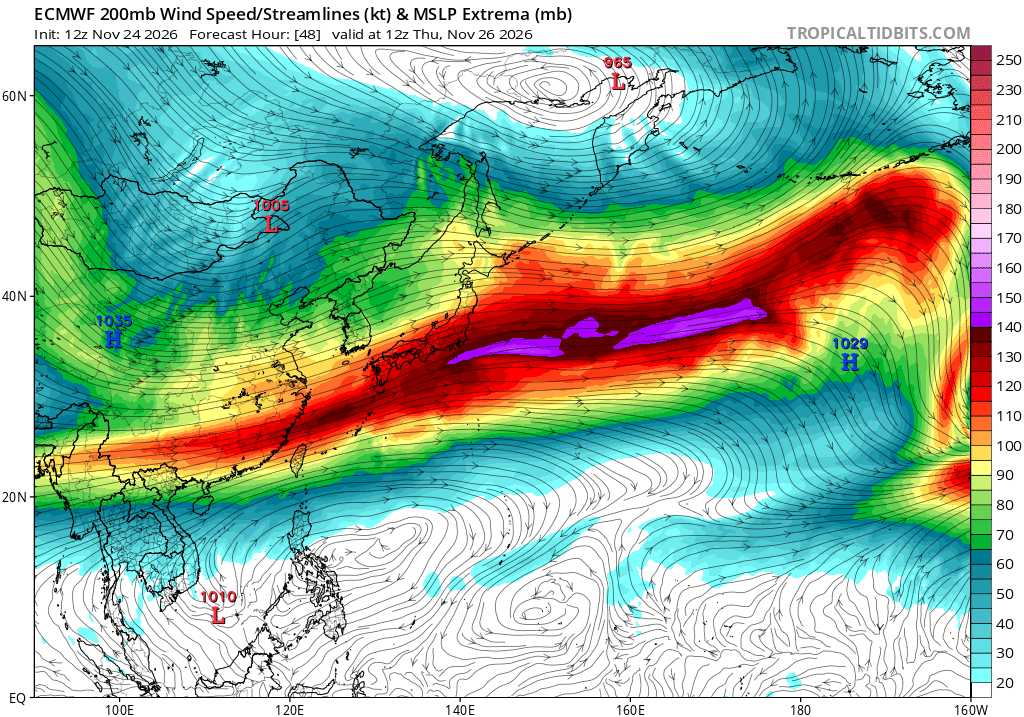 ECMWF 200mb Wind Speed/Streamlines (kt) & MSLP Extrema (mb)
Init: 12z Nov 24 2026 Forecast Hour: [48] valid at 12z Thu, Nov 26 2026
TROPICALTIDBITS.COM
965
L
60N
1005
L
40N
1035
H
1029
H
20N
1010
L
EQ
100E
120E
140E
160E
180
160W
250
230
210
200
190
180
170
160
150
140
130
120
110
100
90
80
70
60
50
40
30
20